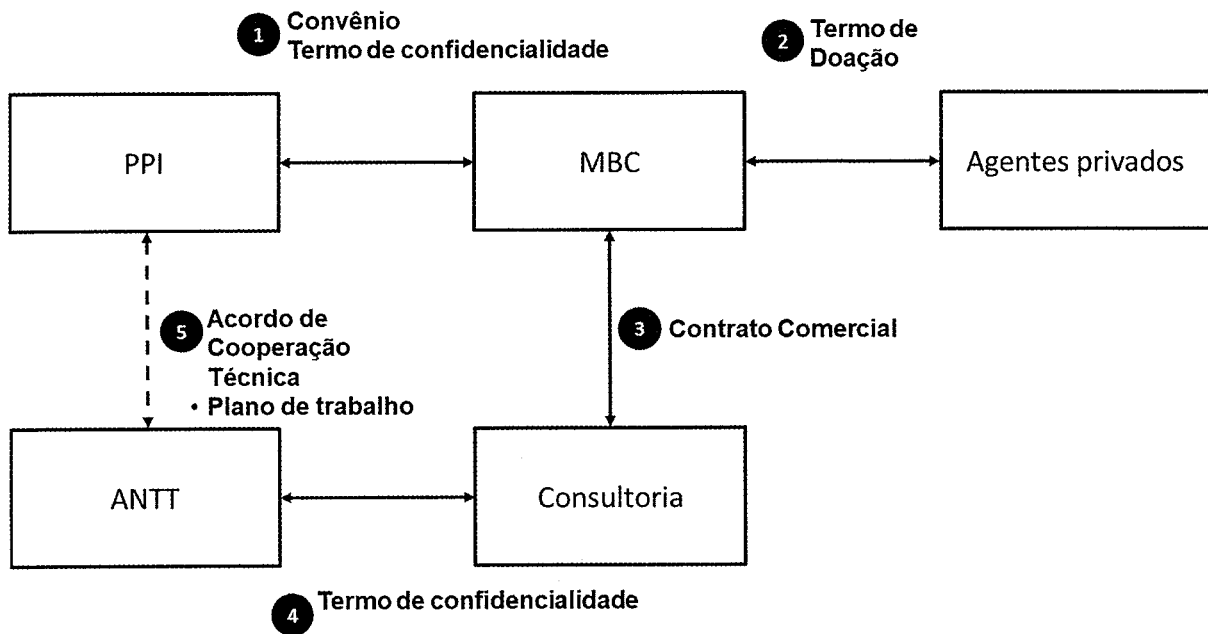 1 Convênio
Termo de confidencialidade
2 Termo de
Doação
PPI
MBC
Agentes privados
5 Acordo de
Cooperação
Técnica
• Plano de trabalho
3 Contrato Comercial
ANTT
Consultoria
4 Termo de confidencialidade